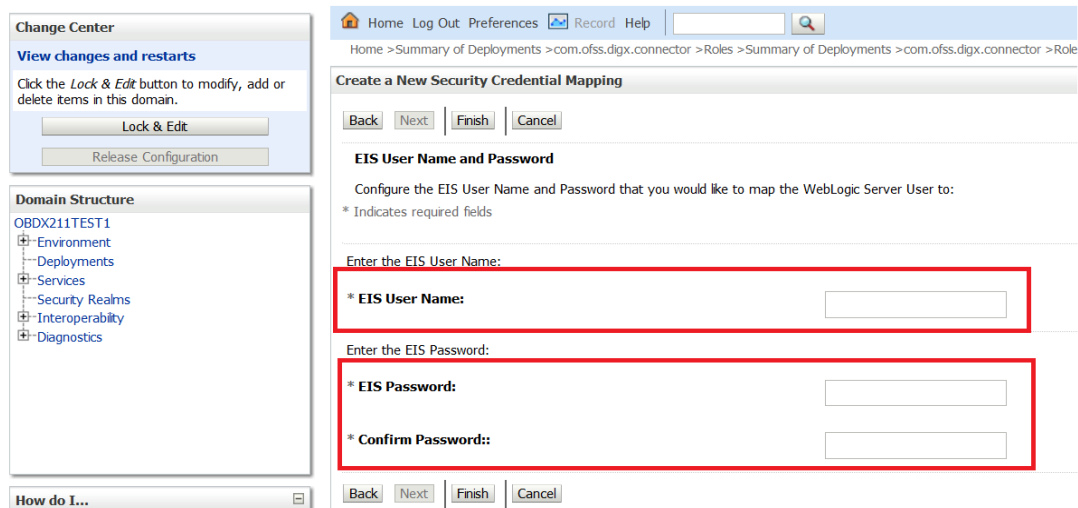 Change Center
View changes and restarts
Click the Lock & Edit button to modify, add or
delete items in this domain.
Lock & Edit
Release Configuration
Domain Structure
OBDX211TEST1
Environment
Deployments
Services
Security Realms
Interoperability
Diagnostics
How do I...
Home Log Out Preferences Record Help
Home >Summary of Deployments >com.ofss.digx.connector >Roles >Summary of Deployments >com.ofss.digx.connector >Role
Create a New Security Credential Mapping
Back Next Finish Cancel
EIS User Name and Password
Configure the EIS User Name and Password that you would like to map the WebLogic Server User to:
* Indicates required fields
Enter the EIS User Name:
* EIS User Name:
Enter the EIS Password:
* EIS Password:
* Confirm Password::
Back Next Finish Cancel